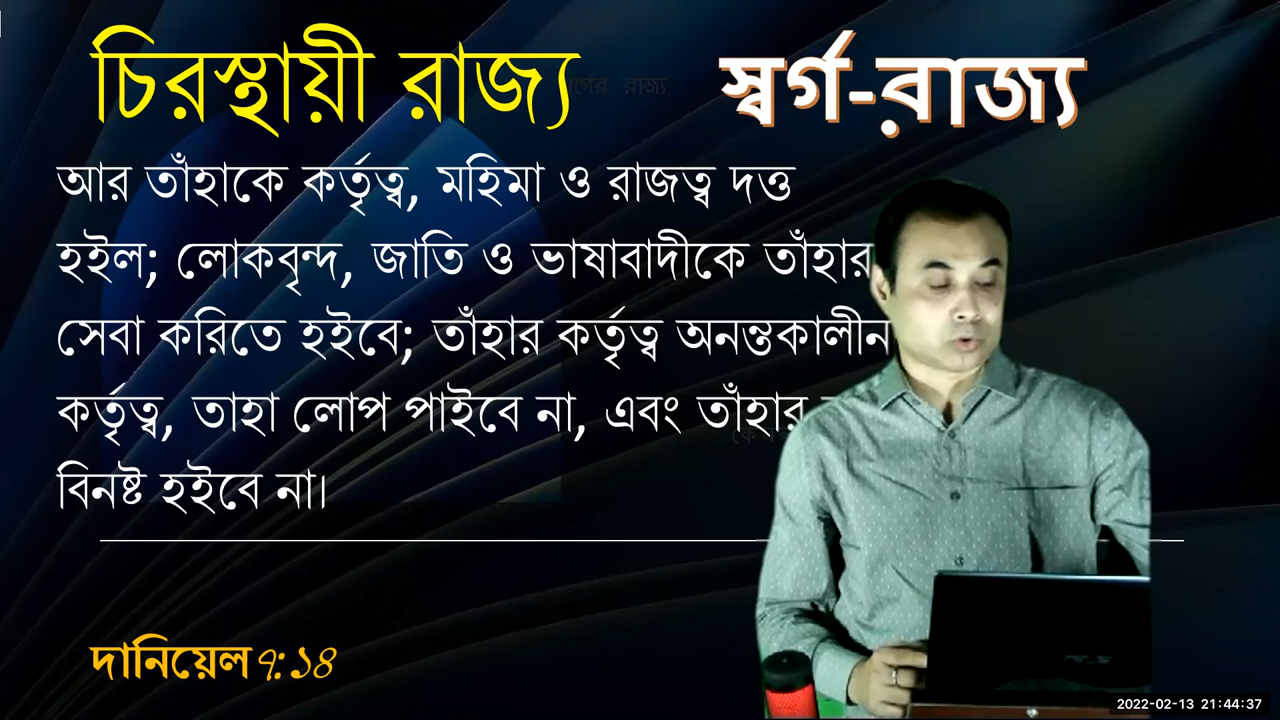 চিরস্থায়ী রাজ্য
স্বর্গ-রাজ্য
আর তাঁহাকে কর্তৃত্ব, মহিমা ও রাজত্ব দত্ত
হইল; লোকবৃন্দ, জাতি ও ভাষাবাদীকে তাঁহার
সেবা করিতে হইবে; তাঁহার কর্তৃত্ব অনন্তকালীন
কর্তৃত্ব, তাহা লোপ পাইবে না, এবং তাঁহার
বিনষ্ট হইবে না।
দানিয়েল ৭:১৪
2022-02-13 21:44:37